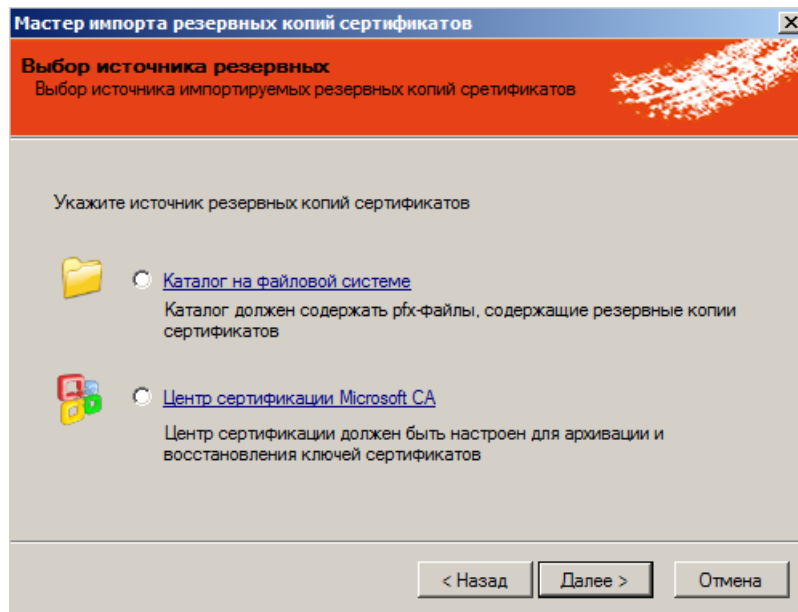 Мастер импорта резервных копий сертификатов
Выбор источника резервных
Выбор источника импортируемых резервных копий сретификатов
Укажите источник резервных копий сертификатов
Каталог на файловой системе
Каталог должен содержать pfx-файлы, содержащие резервные копии
сертификатов
Центр сертификации Microsoft CA
Центр сертификации должен быть настроен для архивации и
восстановления ключей сертификатов
< Назад Далее > Отмена